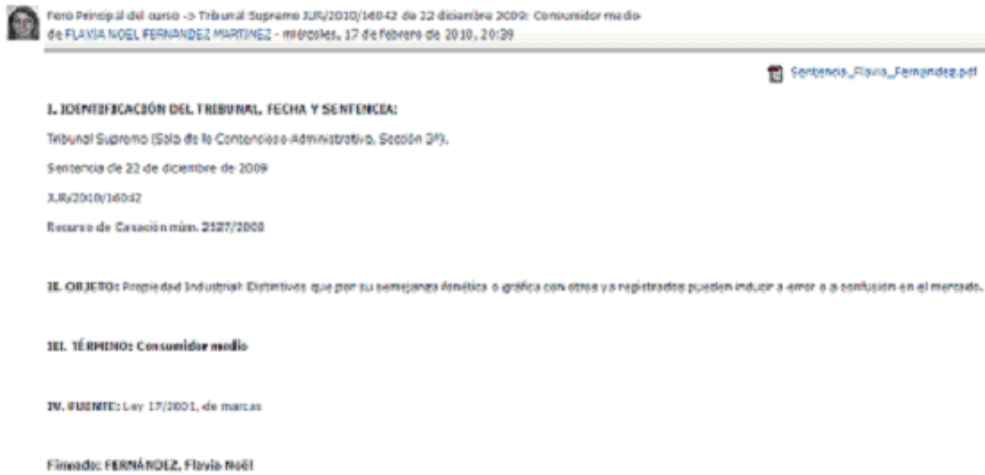 Foro Principal del curso -> Tribunal Supremo JUR/2010/16042 de 22 diciembre 2009: Consumidor medio
de FLAVIA NOEL FERNANDEZ MARTINEZ - miércoles, 17 de febrero de 2010, 20:39
Sentencia_Flavia_Fernandez.pdf
I. IDENTIFICACIÓN DEL TRIBUNAL, FECHA Y SENTENCIA:
Tribunal Supremo (Sala de lo Contencioso-Administrativo, Sección 3ª).
Sentencia de 22 de diciembre de 2009
JUR/2010/16042
Recurso de Casación núm. 2527/2008
II. OBJETO: Propiedad Industrial: Distintivos que por su semejanza fonética o gráfica con otros ya registrados pueden inducir a error o a confusión en el mercado.
III. TÉRMINO: Consumidor medio
IV. FUENTE: Ley 17/2001, de marcas
Firmado: FERNÁNDEZ, Flavia Noël